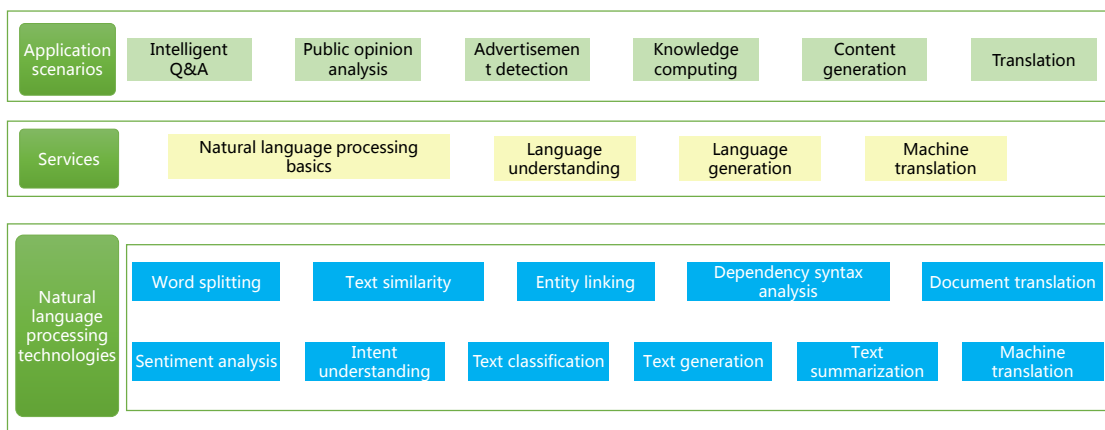 Application
scenarios
Intelligent
Q&A
Public opinion
analysis
Advertisemen
t detection
Knowledge
computing
Content
generation
Translation
Services
Natural language processing
basics
Language
understanding
Language
generation
Machine
translation
Natural
language
processing
technologies
Word splitting
Text similarity
Entity linking
Dependency syntax
analysis
Document translation
Sentiment analysis
Intent
understanding
Text classification
Text generation
Text
summarization
Machine
translation